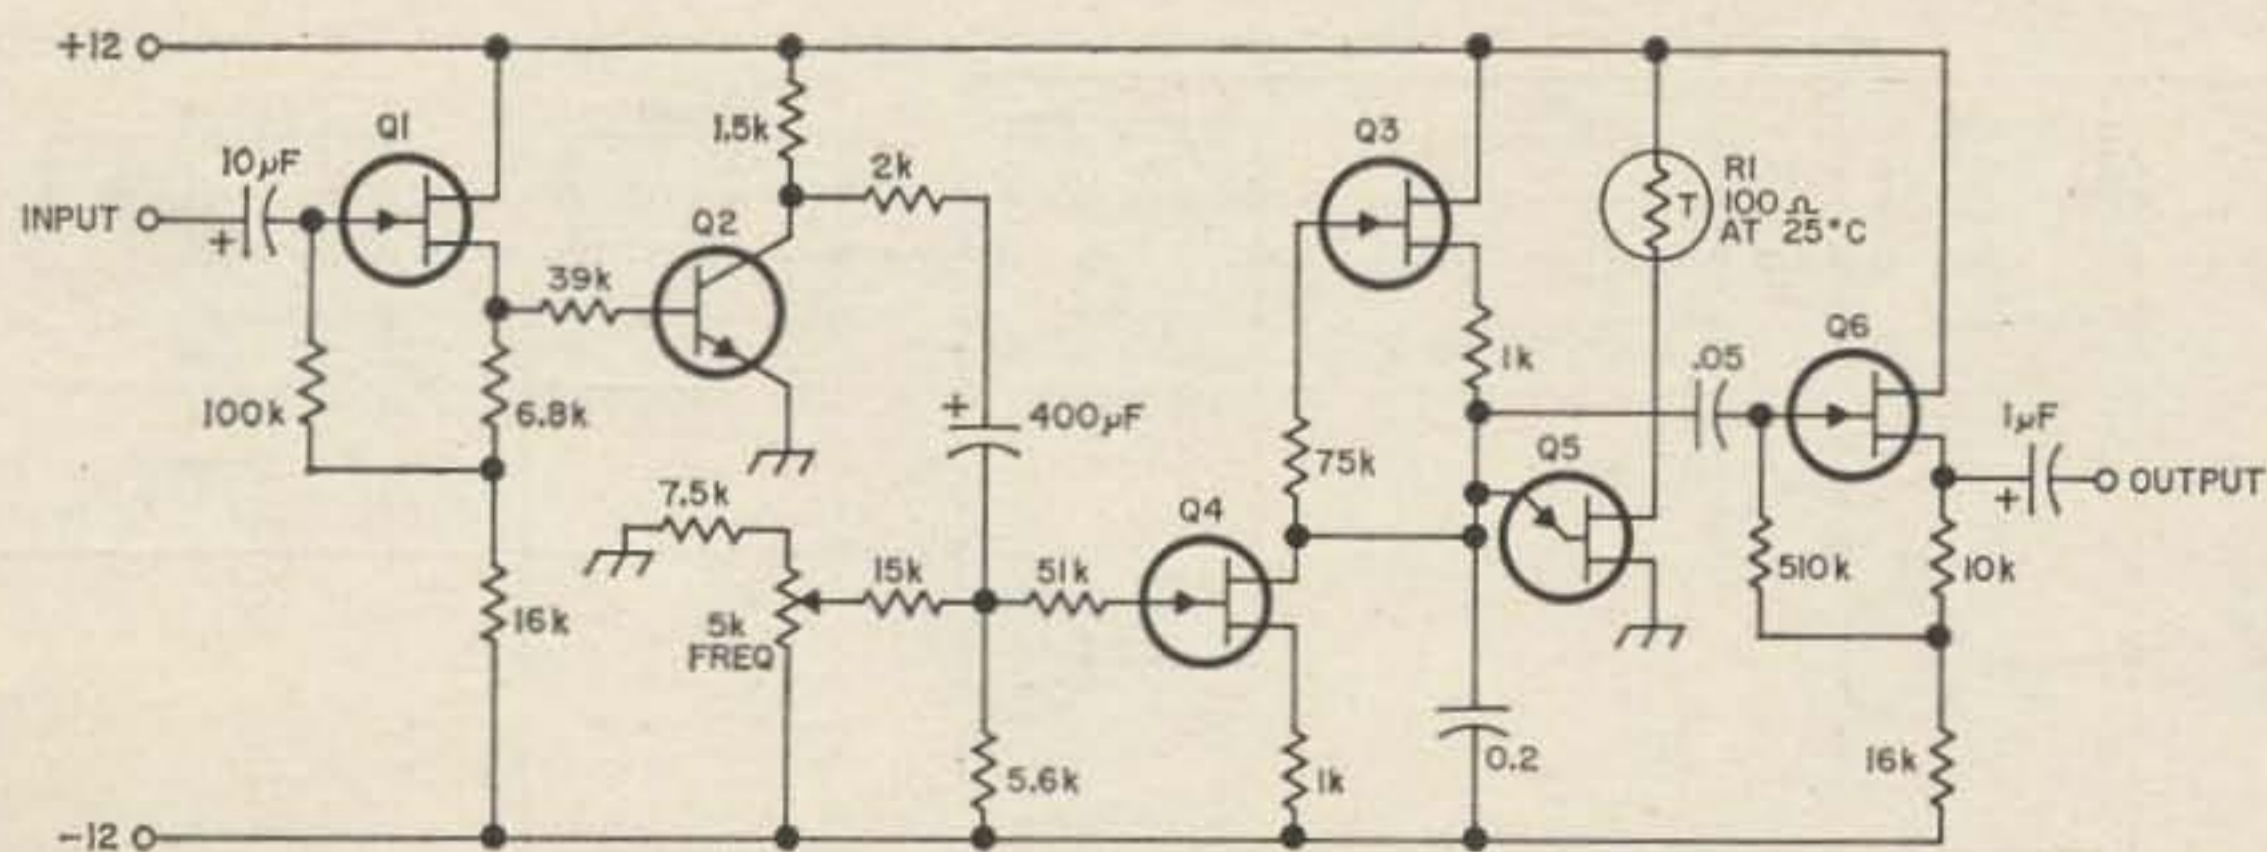 +12
Q1
10µF
+
INPUT
100k
6.8k
16k
39k
Q2
1.5k
2k
+
400µF
7.5k
5k
FREQ
15k
51k
5.6k
Q4
1k
Q3
75k
1k
Q5
0.2
R1
100Ω
AT 25°C
T
.05
Q6
510k
10k
16k
1µF
+
OUTPUT
-12